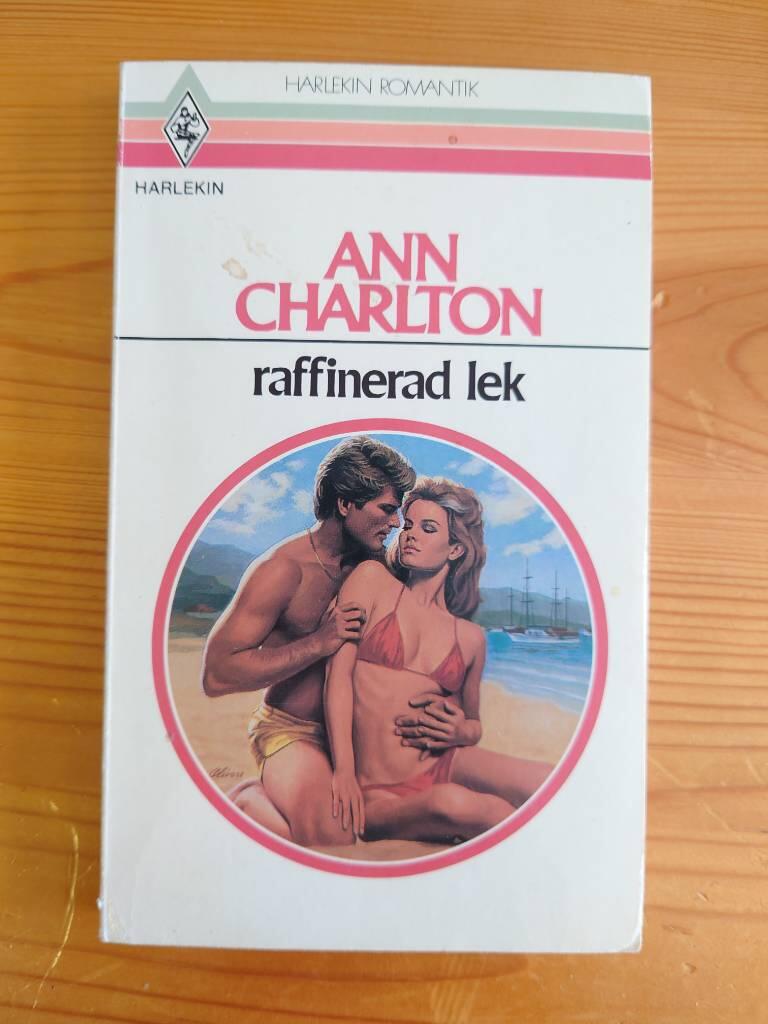 HARLEKIN ROMANTIK
HARLEKIN
ANN
CHARLTON
raffinerad lek